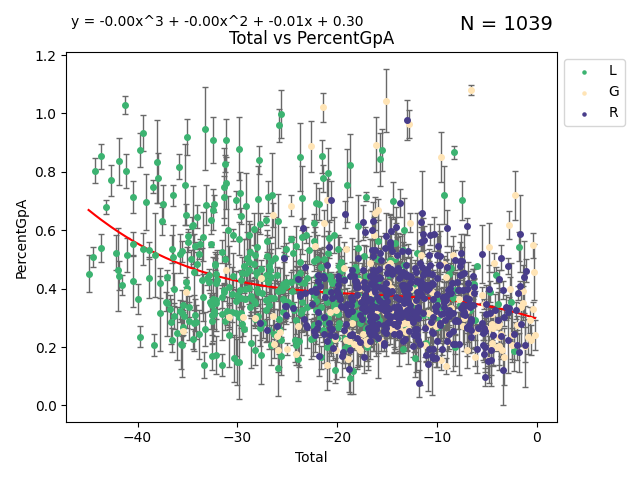 y = -0.00x^3 + -0.00x^2 + -0.01x + 0.30
N = 1039
Total vs PercentGpA
L
G
R
1.2
1.0
0.8
0.6
0.4
0.2
0.0
PercentGpA
−40
−30
−20
−10
0
Total